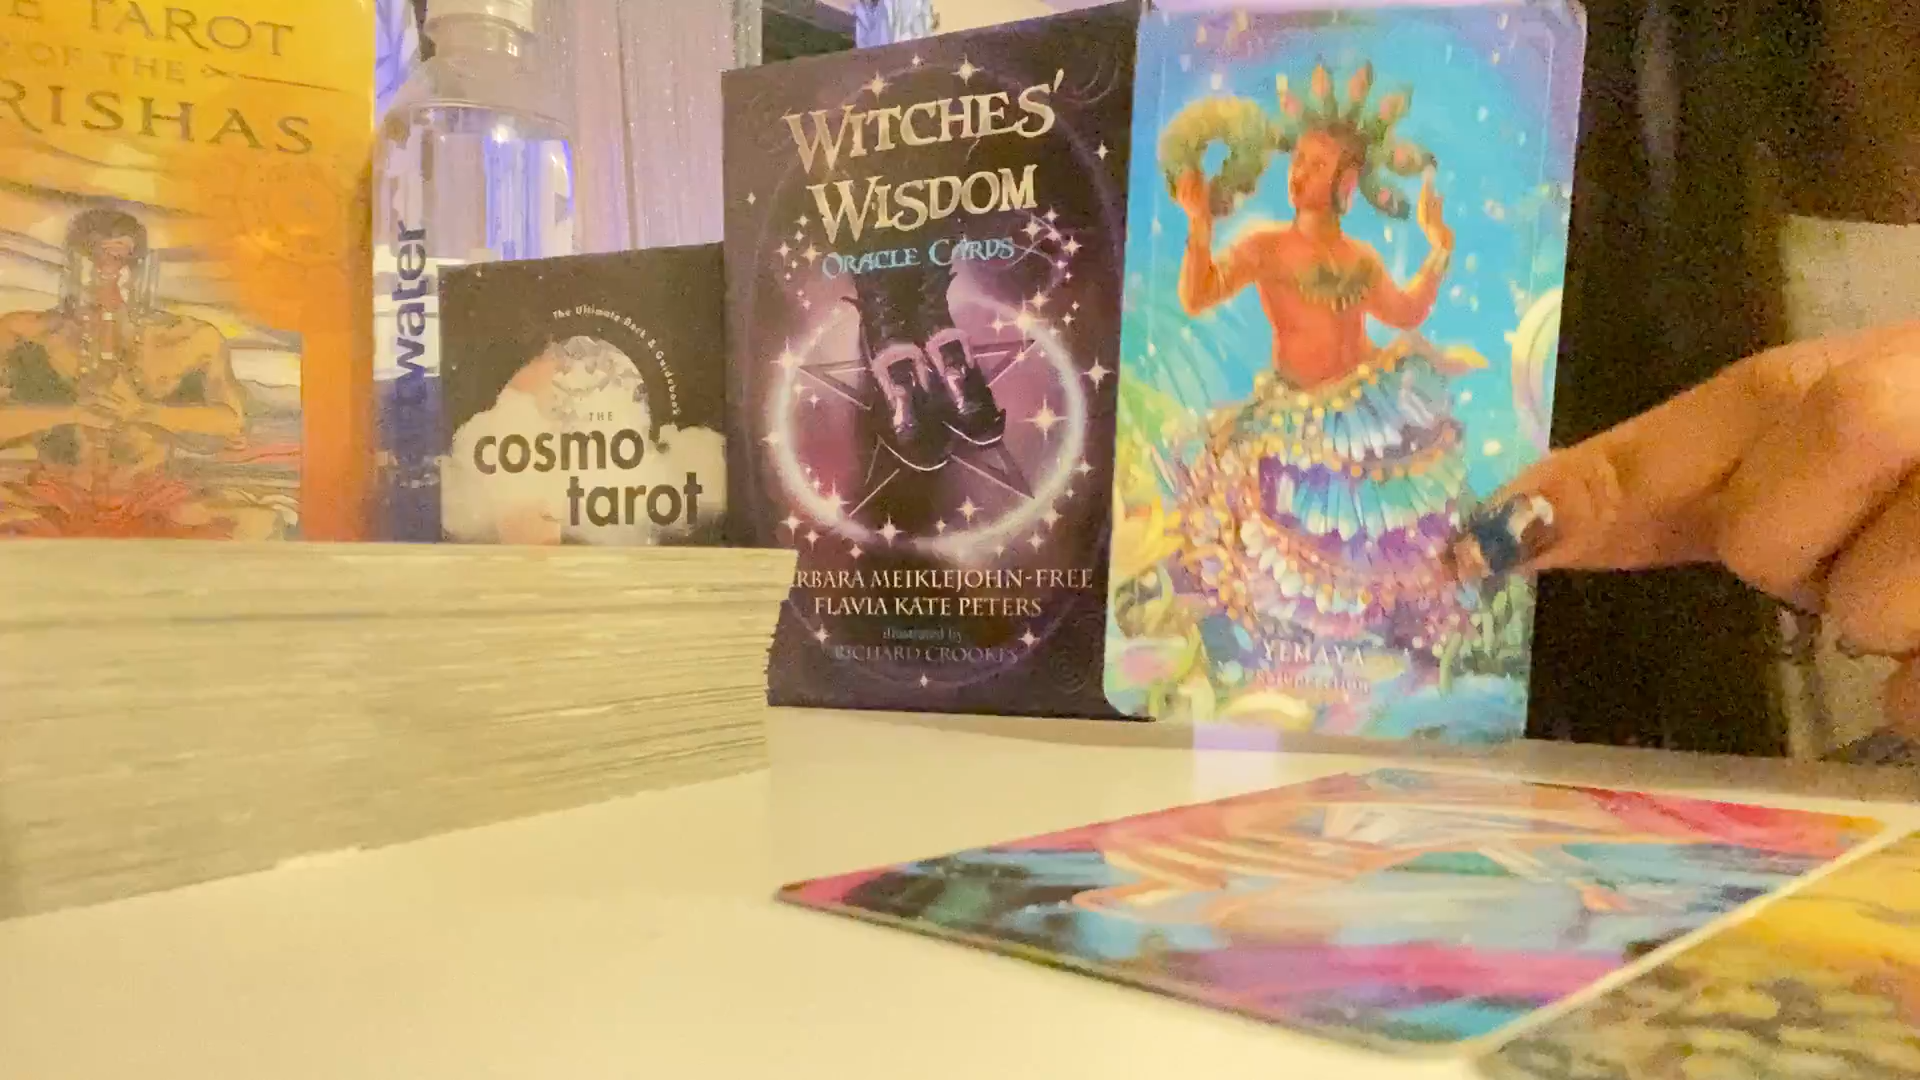 E TAROT
OF THE
RISHAS
water
The Ultimate Deck & Guidebook
THE
cosmo
tarot
WITCHES'
WISDOM
ORACLE CARDS
RBARA MEIKLEJOHN-FREE
FLAVIA KATE PETERS
illustrated by
RICHARD CROOKES
YEMAYA